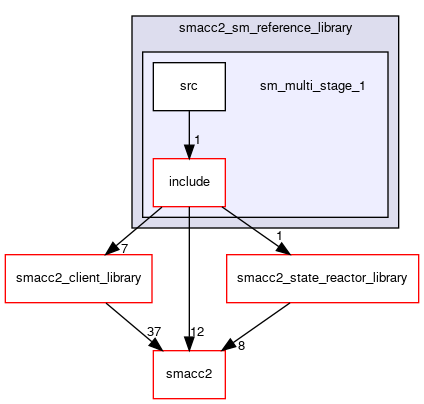 smacc2_sm_reference_library
src
sm_multi_stage_1
1
include
7
1
smacc2_client_library
smacc2_state_reactor_library
37
12
8
smacc2